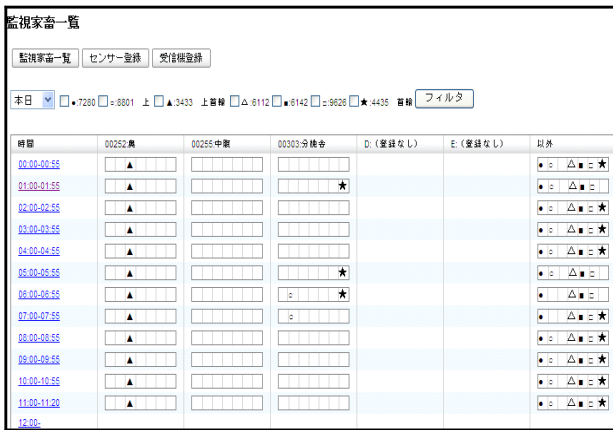 監視家畜一覧
監視家畜一覧 センサー登録 受信機登録
本日 ●:7280 ○:8801 上 ▲:3433 上首輪 △:6112 ■:6142 □:9626 ★:4435 首輪 フィルタ
時間 00252:奥 00255:中腹 00303:分娩舎 D:(登録なし) E:(登録なし) 以外
00:00-00:55 ▲ ● ○ △ ■ □ ★
01:00-01:55 ▲ ★ ● ○ △ ■ □
02:00-02:55 ▲ ● ○ △ ■ □ ★
03:00-03:55 ▲ ● ○ △ ■ □ ★
04:00-04:55 ▲ ● ○ △ ■ □ ★
05:00-05:55 ▲ ★ ● ○ △ ■ □
06:00-06:55 ▲ ○ ★ ● △ ■ □
07:00-07:55 ▲ ○ ● △ ■ □ ★
08:00-08:55 ▲ ● ○ △ ■ □ ★
09:00-09:55 ▲ ● ○ △ ■ □ ★
10:00-10:55 ▲ ● ○ △ ■ □ ★
11:00-11:20 ▲ ● ○ △ ■ □ ★
12:00-